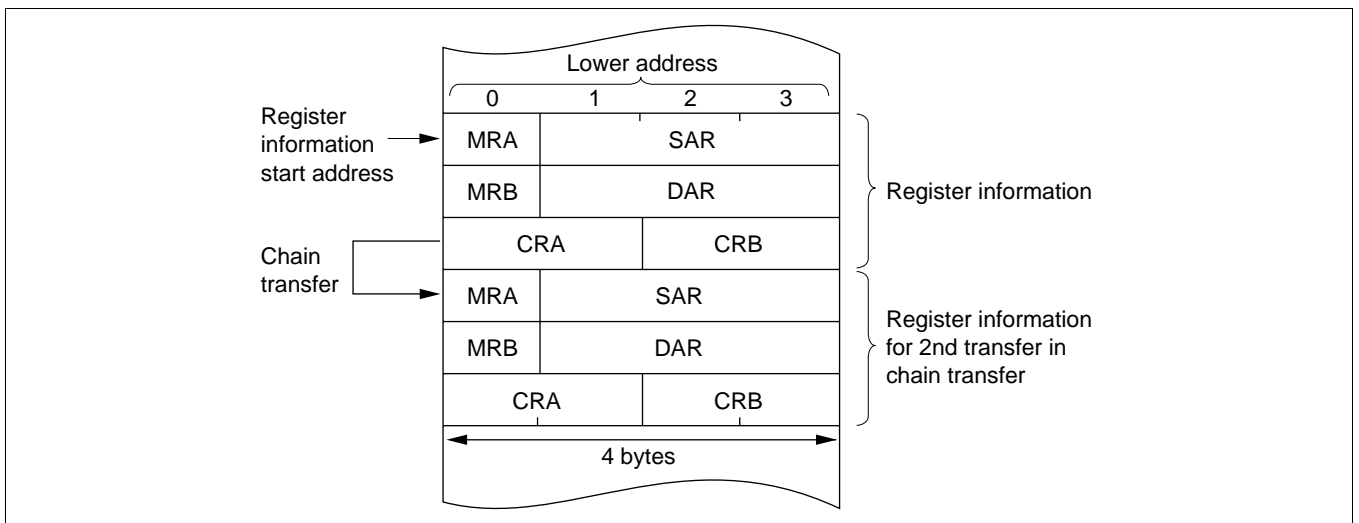 Lower address
0 1 2 3
Register
information
start address
MRA SAR
MRB DAR
Register information
CRA CRB
Chain
transfer
MRA SAR
MRB DAR
Register information
for 2nd transfer in
chain transfer
CRA CRB
4 bytes